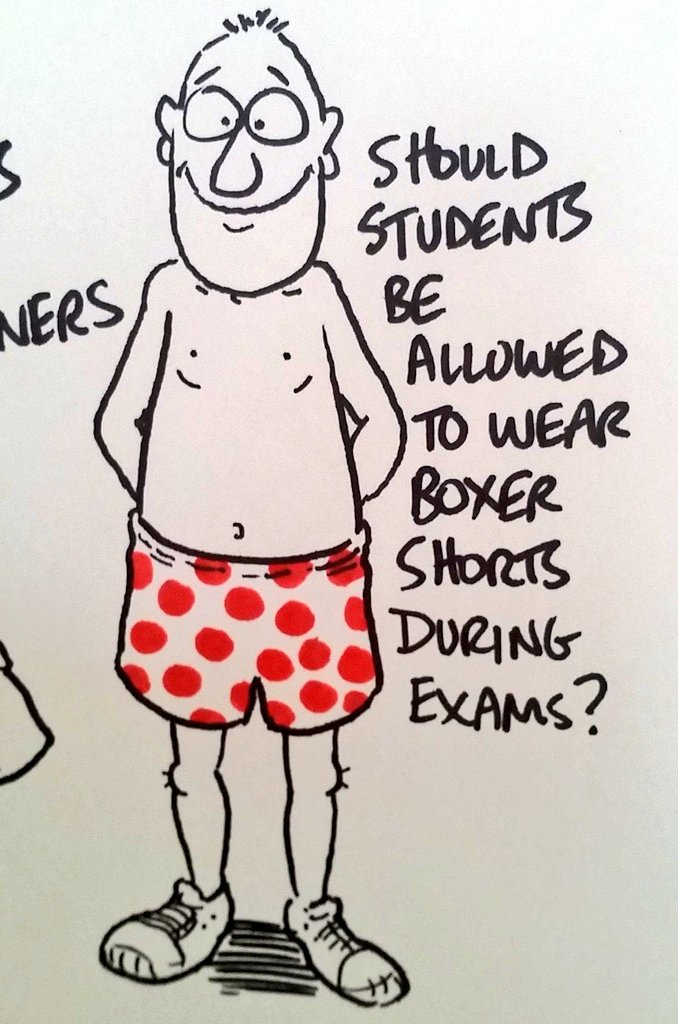 SHOULD
STUDENTS
BE
ALLOWED
TO WEAR
BOXER
SHORTS
DURING
EXAMS?